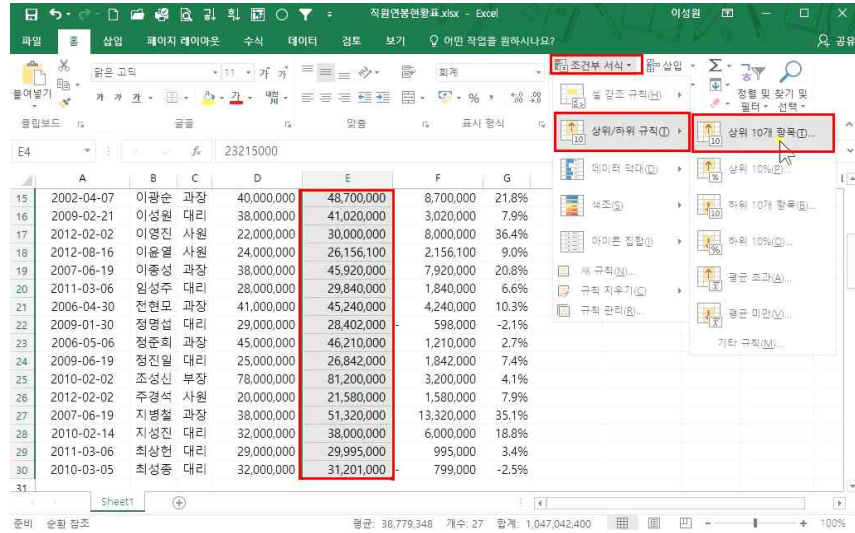 직원연봉현황표.xlsx - Excel 이성원
파일 홈 삽입 페이지 레이아웃 수식 데이터 검토 보기 어떤 작업을 원하시나요? 공유
붙여넣기 맑은 고딕 11 가 가 회계 조건부 서식 삽입 정렬 및 필터 찾기 및 선택
가 가 가 가 내천 % ,
클립보드 글꼴 맞춤 표시 형식
셀 강조 규칙(H)
상위/하위 규칙(T)
데이터 막대(D)
색조(S)
아이콘 집합(I)
새 규칙(N)...
규칙 지우기(C)
규칙 관리(R)...
상위 10개 항목(T)...
상위 10%(P)...
하위 10개 항목(B)...
하위 10%(O)...
평균 초과(A)...
평균 미만(V)...
기타 규칙(M)...
E4 fx 23215000
A B C D E F G
15 2002-04-07 이광순 과장 40,000,000 48,700,000 8,700,000 21.8%
16 2009-02-21 이성원 대리 38,000,000 41,020,000 3,020,000 7.9%
17 2012-02-02 이영진 사원 22,000,000 30,000,000 8,000,000 36.4%
18 2012-08-16 이윤열 사원 24,000,000 26,156,100 2,156,100 9.0%
19 2007-06-19 이종성 과장 38,000,000 45,920,000 7,920,000 20.8%
20 2011-03-06 임성주 대리 28,000,000 29,840,000 1,840,000 6.6%
21 2006-04-30 전현모 과장 41,000,000 45,240,000 4,240,000 10.3%
22 2009-01-30 정명섭 대리 29,000,000 28,402,000 - 598,000 -2.1%
23 2006-05-06 정준희 과장 45,000,000 46,210,000 1,210,000 2.7%
24 2009-06-19 정진일 대리 25,000,000 26,842,000 1,842,000 7.4%
25 2010-02-02 조성신 부장 78,000,000 81,200,000 3,200,000 4.1%
26 2012-02-02 주경석 사원 20,000,000 21,580,000 1,580,000 7.9%
27 2007-06-19 지병철 과장 38,000,000 51,320,000 13,320,000 35.1%
28 2010-02-14 지성진 대리 32,000,000 38,000,000 6,000,000 18.8%
29 2011-03-06 최상헌 대리 29,000,000 29,995,000 995,000 3.4%
30 2010-03-05 최성종 대리 32,000,000 31,201,000 - 799,000 -2.5%
31
Sheet1
준비 순환 참조 평균: 38,779,348 개수: 27 합계: 1,047,042,400 100%